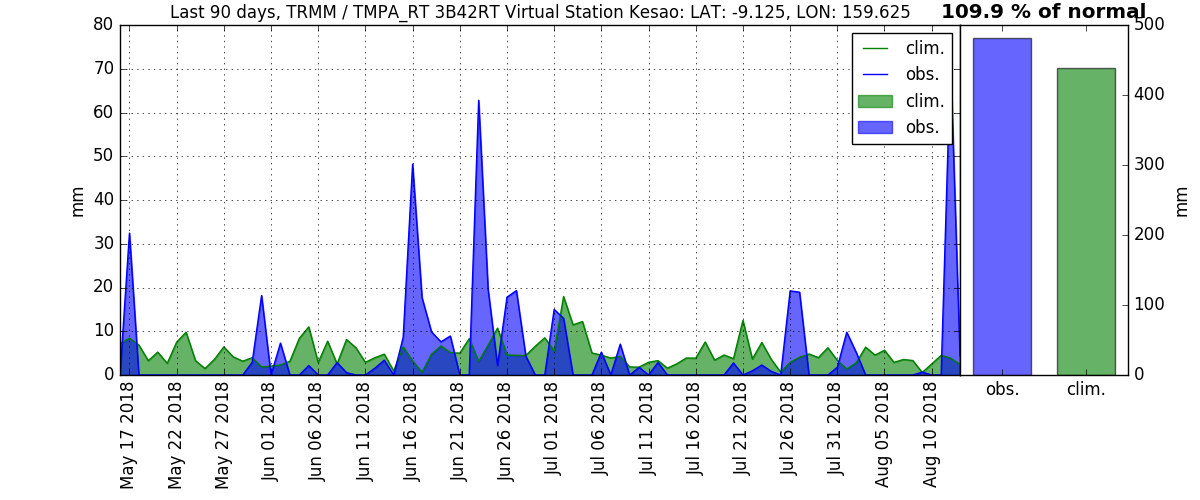 Last 90 days, TRMM / TMPA_RT 3B42RT Virtual Station Kesao: LAT: -9.125, LON: 159.625
109.9 % of normal
80
70
60
50
40
30
20
10
0
mm
clim.
obs.
clim.
obs.
500
400
300
200
100
0
mm
May 17 2018
May 22 2018
May 27 2018
Jun 01 2018
Jun 06 2018
Jun 11 2018
Jun 16 2018
Jun 21 2018
Jun 26 2018
Jul 01 2018
Jul 06 2018
Jul 11 2018
Jul 16 2018
Jul 21 2018
Jul 26 2018
Jul 31 2018
Aug 05 2018
Aug 10 2018
obs.
clim.